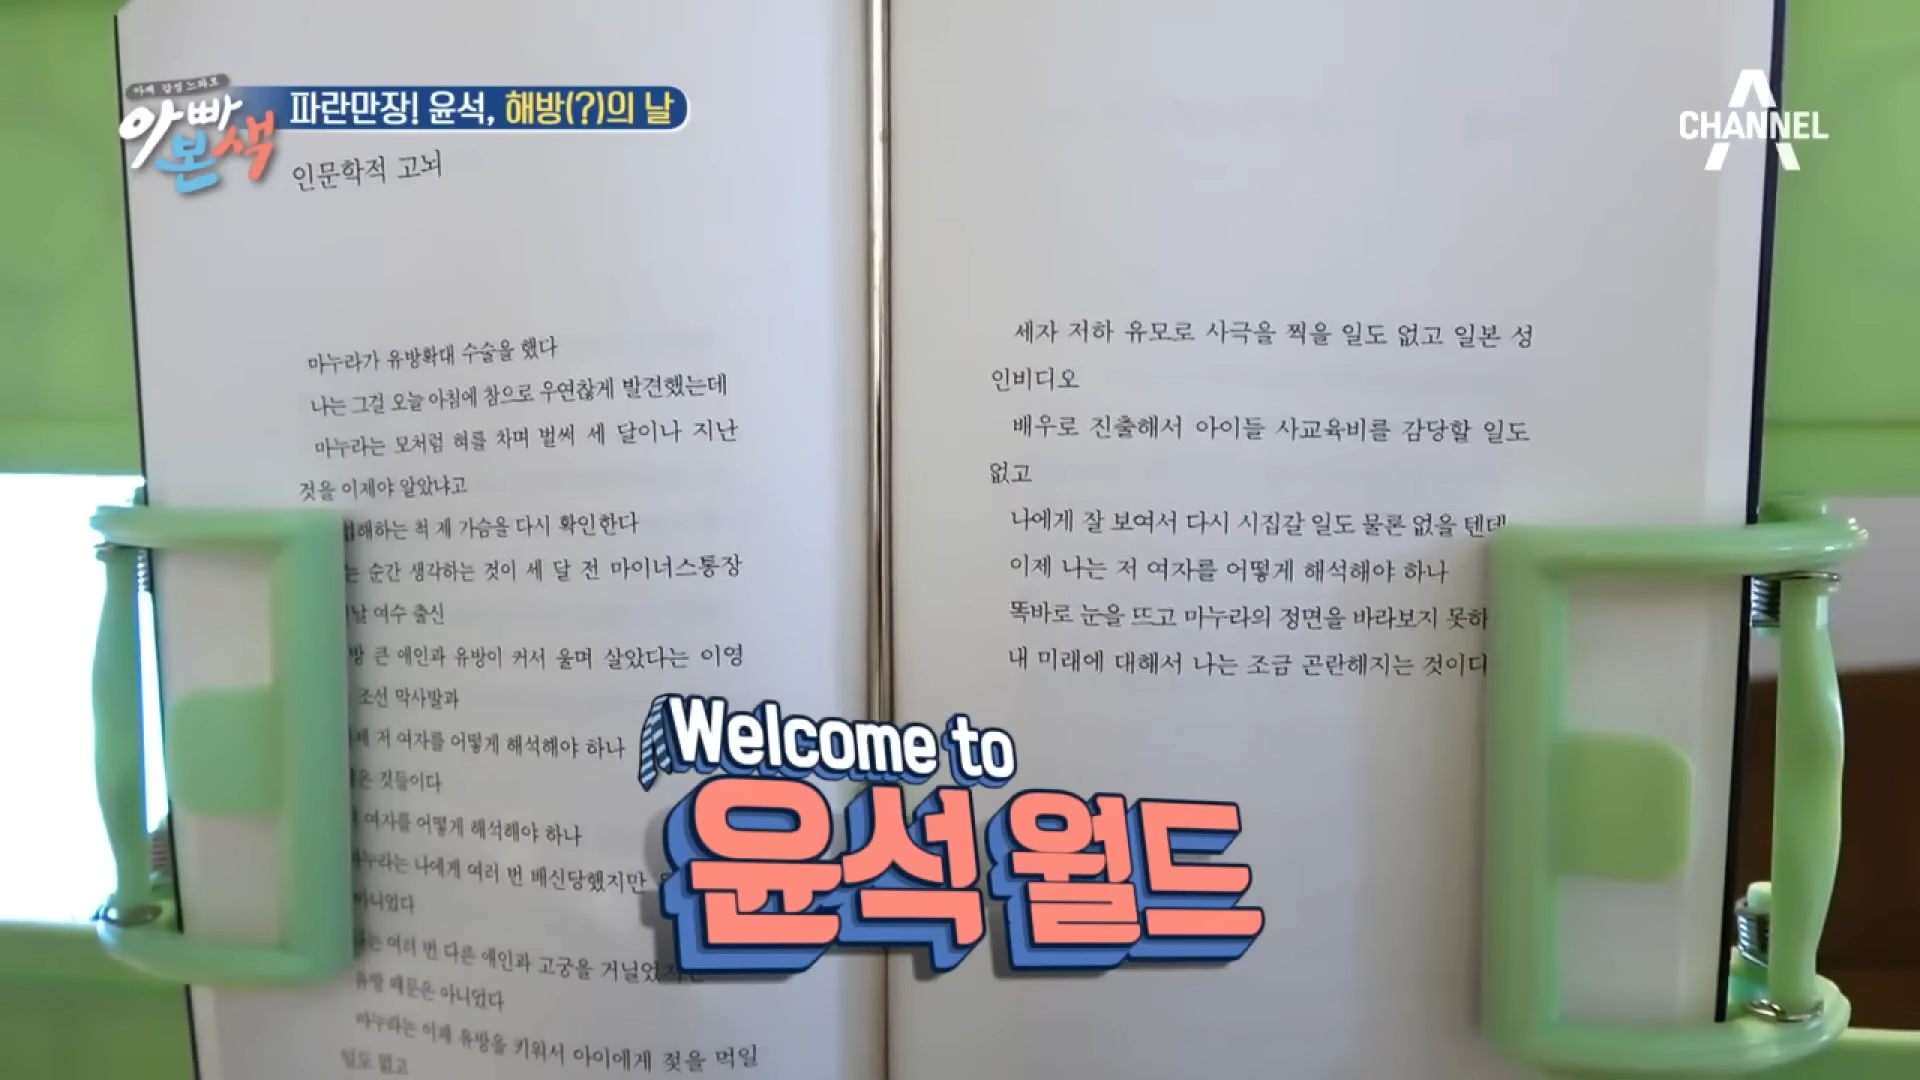 아재 감성 느와르
아빠
본색
파란만장! 윤석, 해방(?)의 날
CHANNEL A
인문학적 고뇌
마누라가 유방확대 수술을 했다
나는 그걸 오늘 아침에 참으로 우연찮게 발견했는데
마누라는 모처럼 혀를 차며 벌써 세 달이나 지난
것을 이제야 알았냐고
해하는 척 제 가슴을 다시 확인한다
는 순간 생각하는 것이 세 달 전 마이너스통장
날 여수 출신
방 큰 애인과 유방이 커서 울며 살았다는 이영
조선 막사발과
제 저 여자를 어떻게 해석해야 하나
은 것들이다
여자를 어떻게 해석해야 하나
마누라는 나에게 여러 번 배신당했지만
아니었다
나는 여러 번 다른 애인과 고궁을 거닐었지만
유방 때문은 아니었다
마누라는 이제 유방을 키워서 아이에게 젖을 먹일
일도 없고
세자 저하 유모로 사극을 찍을 일도 없고 일본 성
인비디오
배우로 진출해서 아이들 사교육비를 감당할 일도
없고
나에게 잘 보여서 다시 시집갈 일도 물론 없을 텐데
이제 나는 저 여자를 어떻게 해석해야 하나
똑바로 눈을 뜨고 마누라의 정면을 바라보지 못하
내 미래에 대해서 나는 조금 곤란해지는 것이다
Welcome to
윤석 월드